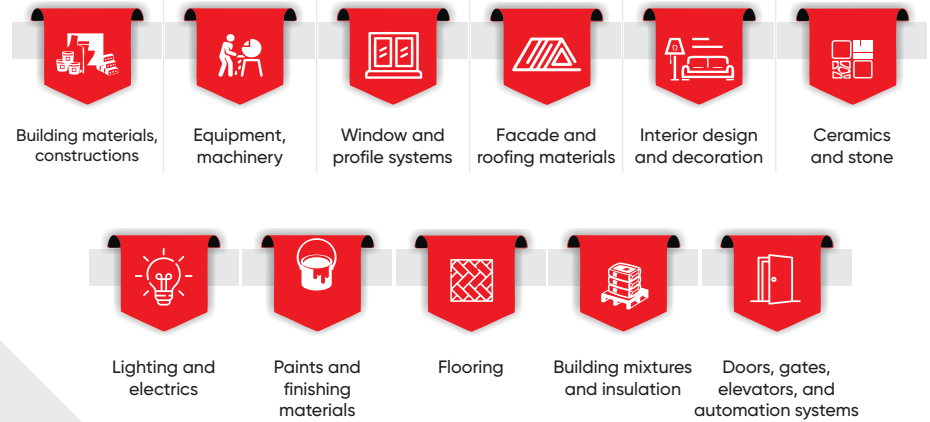 Building materials,
constructions
Equipment,
machinery
Window and
profile systems
Facade and
roofing materials
Interior design
and decoration
Ceramics
and stone
Lighting and
electrics
Paints and
finishing
materials
Flooring
Building mixtures
and insulation
Doors, gates,
elevators, and
automation systems